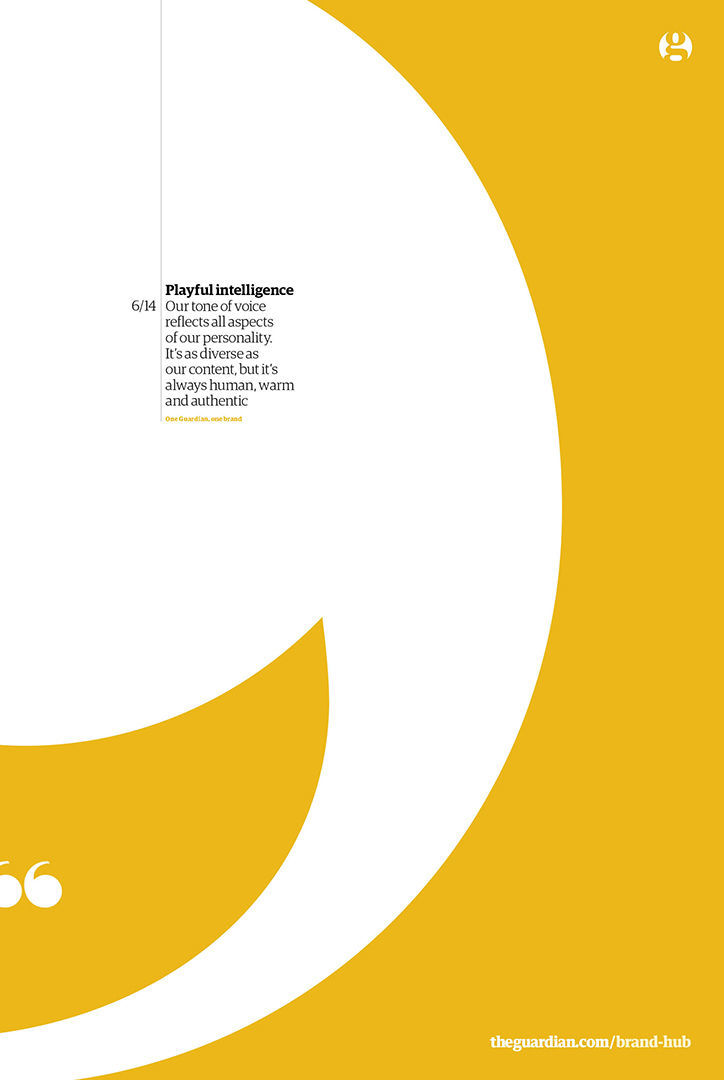 g
Playful intelligence
6/14 Our tone of voice
reflects all aspects
of our personality.
It's as diverse as
our content, but it's
always human, warm
and authentic
One Guardian, one brand
“
theguardian.com/brand-hub